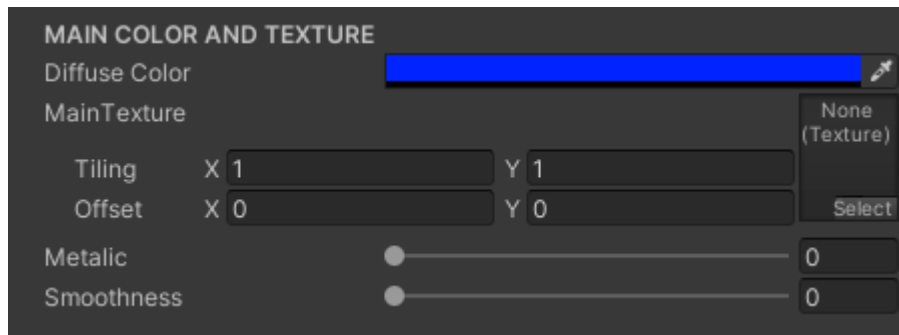 MAIN COLOR AND TEXTURE
Diffuse Color
MainTexture
None
(Texture)
Tiling X 1 Y 1
Offset X 0 Y 0
Select
Metalic 0
Smoothness 0